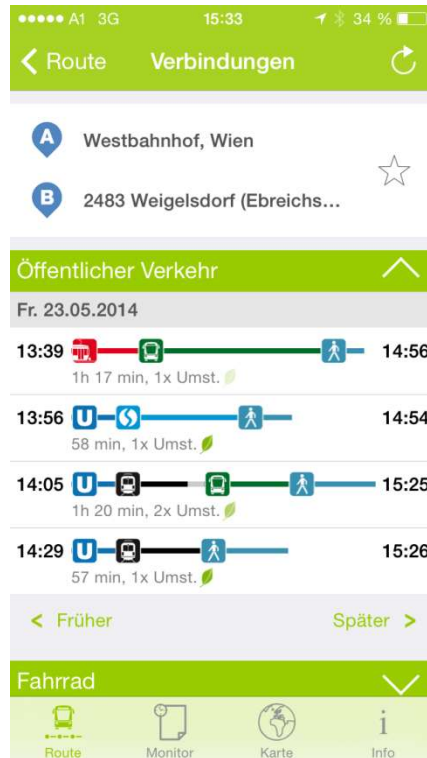 A1 3G 15:33 34 %
Route Verbindungen
A Westbahnhof, Wien
B 2483 Weigelsdorf (Ebreichs...
Öffentlicher Verkehr
Fr. 23.05.2014
13:39 14:56
1h 17 min, 1x Umst.
13:56 U S 14:54
58 min, 1x Umst.
14:05 U 15:25
1h 20 min, 2x Umst.
14:29 U 15:26
57 min, 1x Umst.
< Früher Später >
Fahrrad
Route Monitor Karte i Info